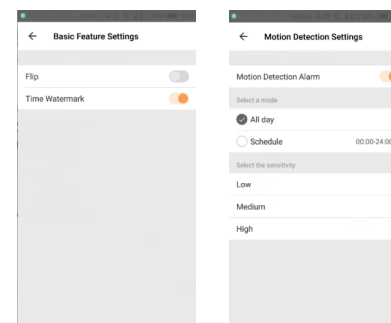 Basic Feature Settings
Flip
Time Watermark
Motion Detection Settings
Motion Detection Alarm
Select a mode
All day
Schedule 00:00-24:00
Select the sensitivity
Low
Medium
High